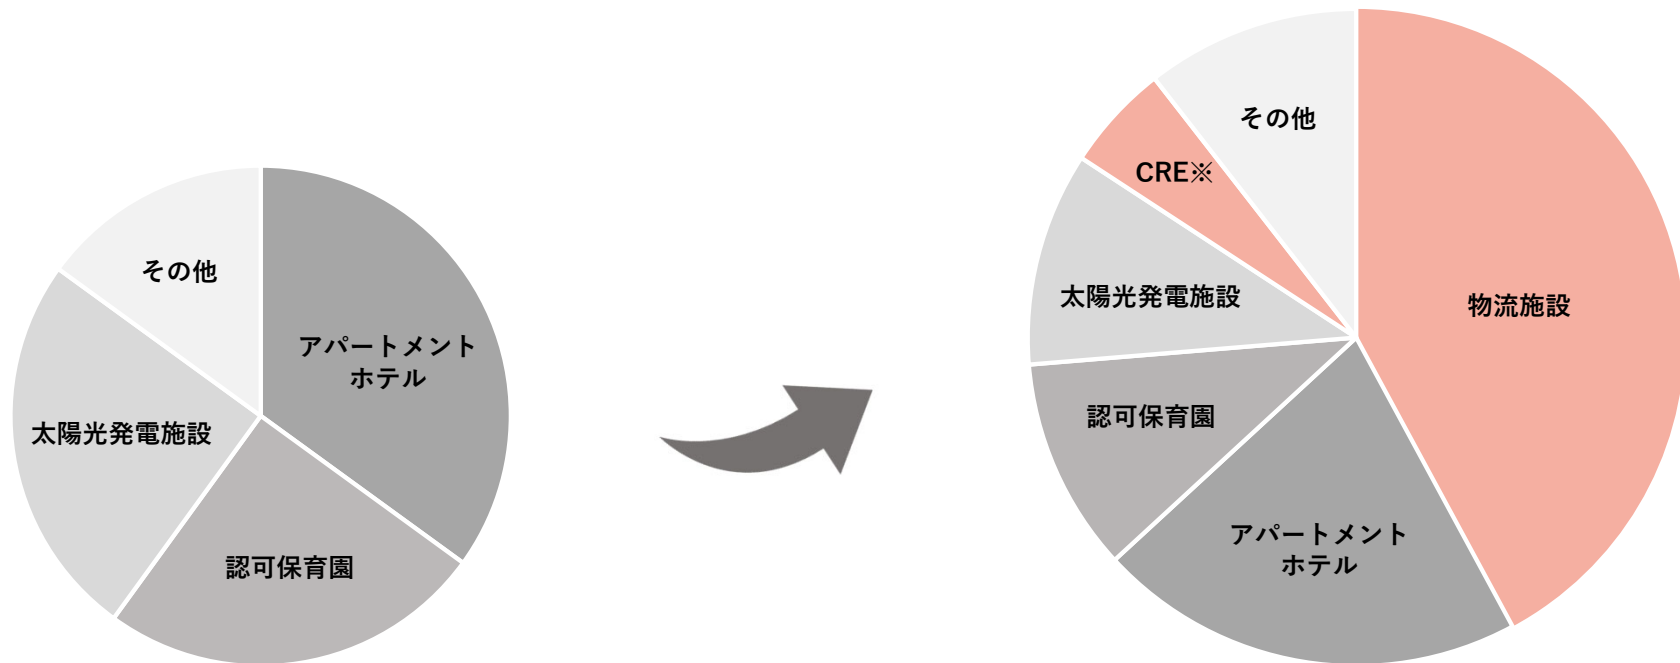 その他
アパートメント
ホテル
太陽光発電施設
認可保育園
その他
CRE※
太陽光発電施設
物流施設
認可保育園
アパートメント
ホテル